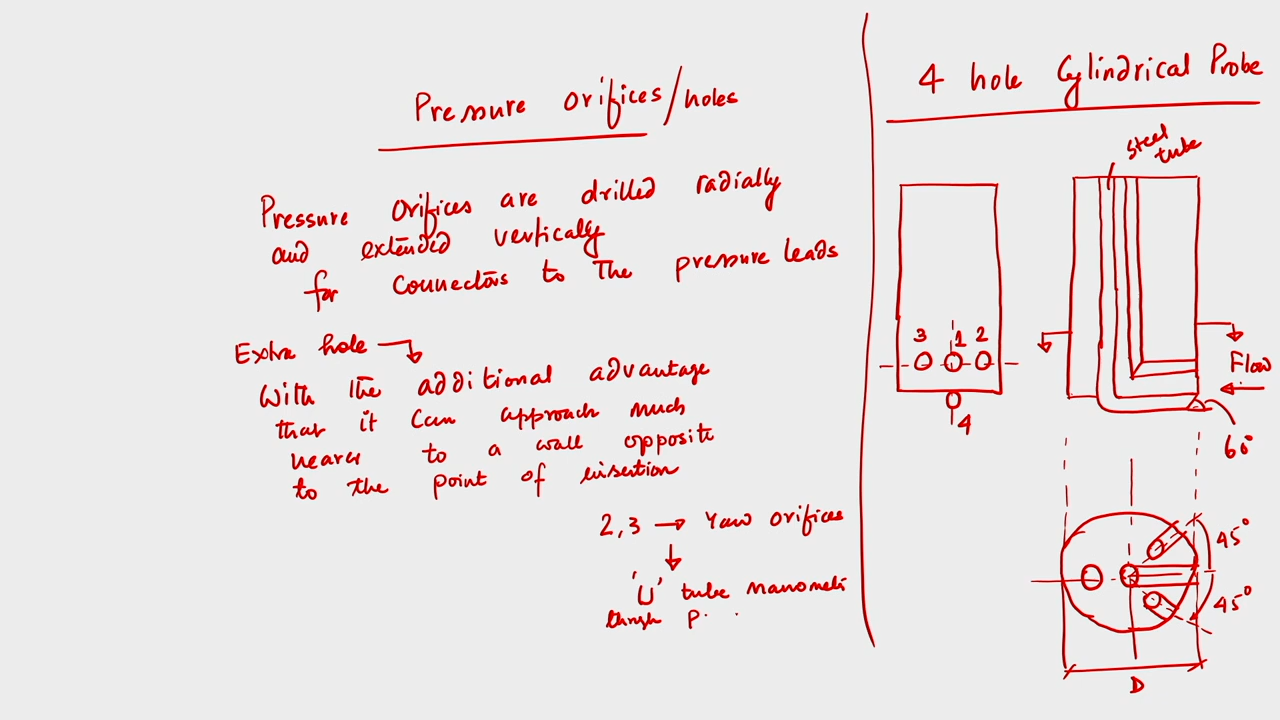 Pressure orifices/holes
Pressure orifices are drilled radially
and extended vertically
for connectors to the pressure leads
Extra hole
With the additional advantage
that it can approach much
nearer to a wall opposite
to the point of insertion
2,3 → Yaw orifices
'U' tube
through
4 hole Cylindrical Probe
steel
tube
3 1 2
4
Flow
60°
45°
45°
D